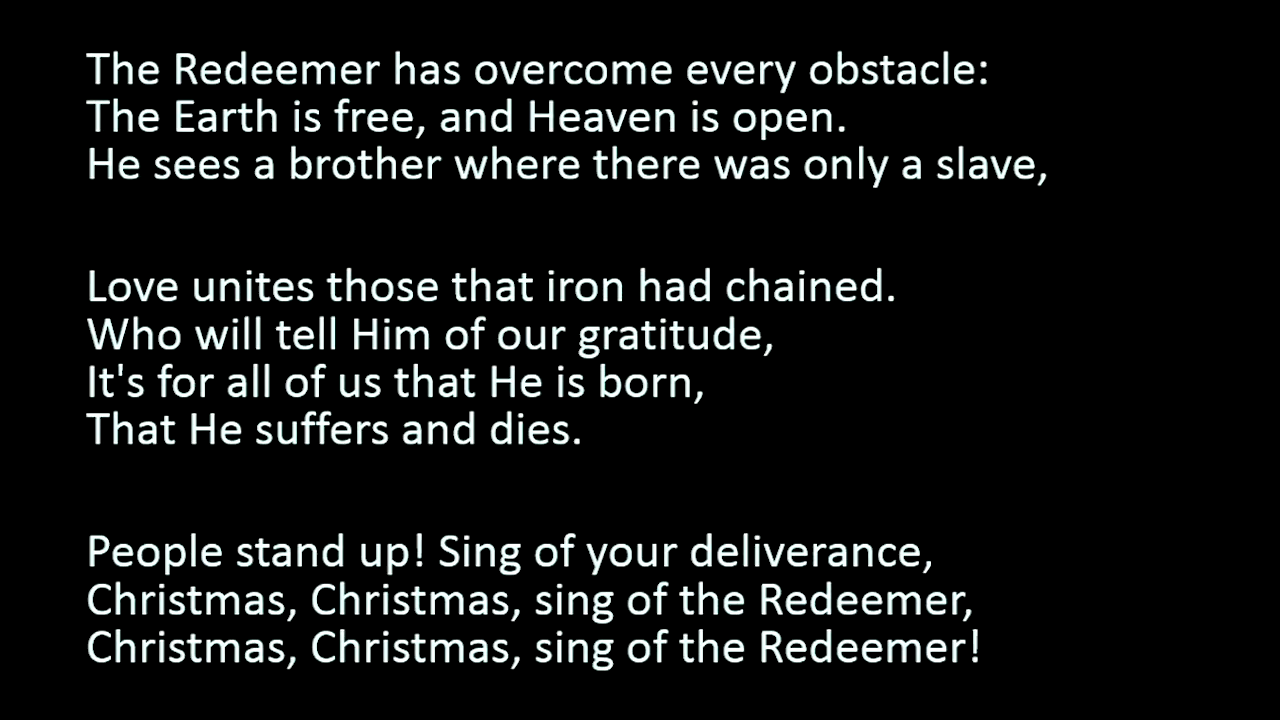 The Redeemer has overcome every obstacle:
The Earth is free, and Heaven is open.
He sees a brother where there was only a slave,
Love unites those that iron had chained.
Who will tell Him of our gratitude,
It's for all of us that He is born,
That He suffers and dies.
People stand up! Sing of your deliverance,
Christmas, Christmas, sing of the Redeemer,
Christmas, Christmas, sing of the Redeemer!